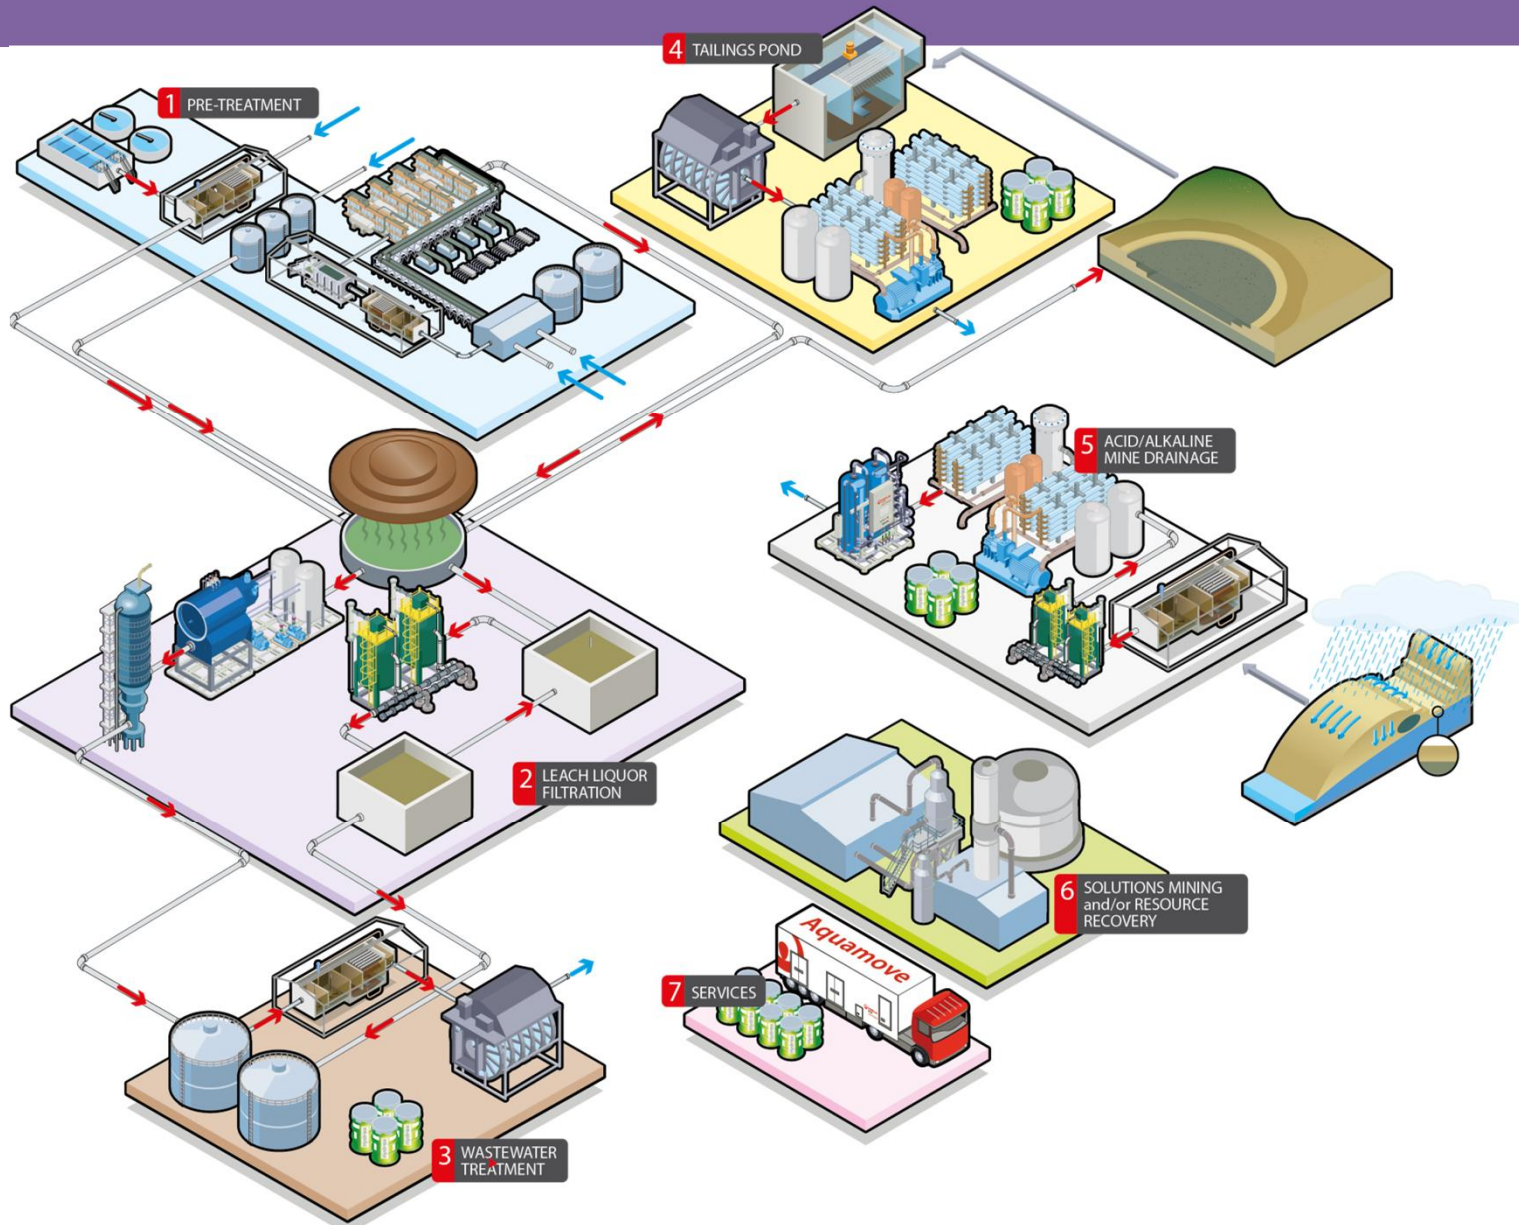 1 PRE-TREATMENT
4 TAILINGS POND
5 ACID/ALKALINE
MINE DRAINAGE
2 LEACH LIQUOR
FILTRATION
6 SOLUTIONS MINING
and/or RESOURCE
RECOVERY
Aquamove
7 SERVICES
3 WASTEWATER
TREATMENT